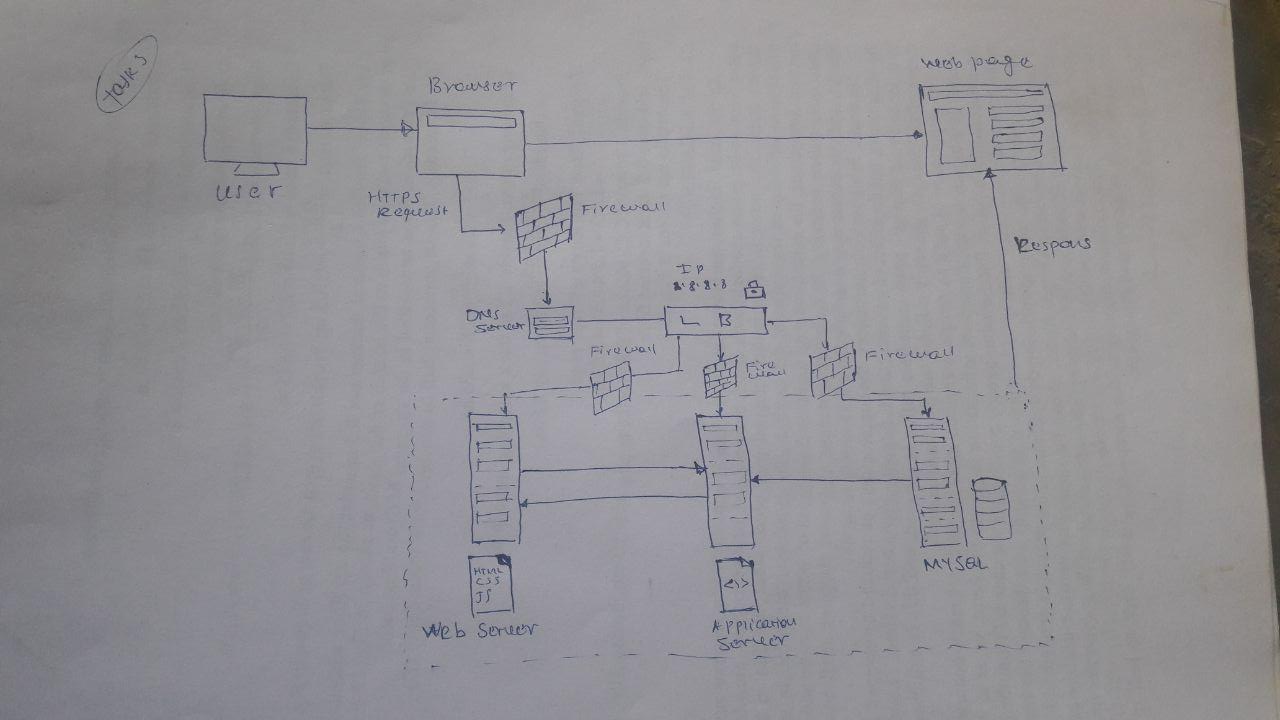 Task 5
Browser
Web page
User
HTTPS
Request
Firewall
Respons
IP
8.8.8.8
DNS
Server
L B
Firewall
Fire
wall
Firewall
HTML
CSS
JS
<\>
MYSQL
Web Server
Application
Server